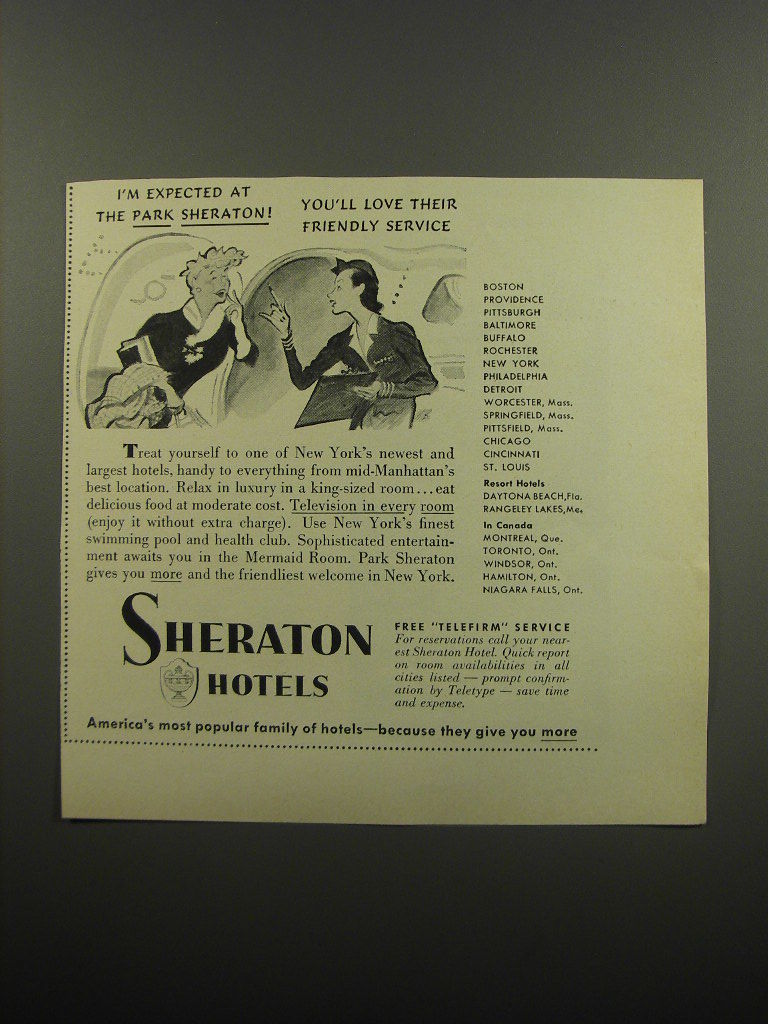 I'M EXPECTED AT
THE PARK SHERATON!
YOU'LL LOVE THEIR
FRIENDLY SERVICE
Treat yourself to one of New York's newest and
largest hotels, handy to everything from mid-Manhattan's
best location. Relax in luxury in a king-sized room...eat
delicious food at moderate cost. Television in every room
(enjoy it without extra charge). Use New York's finest
swimming pool and health club. Sophisticated entertain-
ment awaits you in the Mermaid Room. Park Sheraton
gives you more and the friendliest welcome in New York.
BOSTON
PROVIDENCE
PITTSBURGH
BALTIMORE
BUFFALO
ROCHESTER
NEW YORK
PHILADELPHIA
DETROIT
WORCESTER, Mass.
SPRINGFIELD, Mass.
PITTSFIELD, Mass.
CHICAGO
CINCINNATI
ST. LOUIS
Resort Hotels
DAYTONA BEACH, Fla.
RANGELEY LAKES, Me.
In Canada
MONTREAL, Que.
TORONTO, Ont.
WINDSOR, Ont.
HAMILTON, Ont.
NIAGARA FALLS, Ont.
SHERATON
HOTELS
FREE "TELEFIRM" SERVICE
For reservations call your near-
est Sheraton Hotel. Quick report
on room availabilities in all
cities listed — prompt confirm-
ation by Teletype — save time
and expense.
America's most popular family of hotels—because they give you more